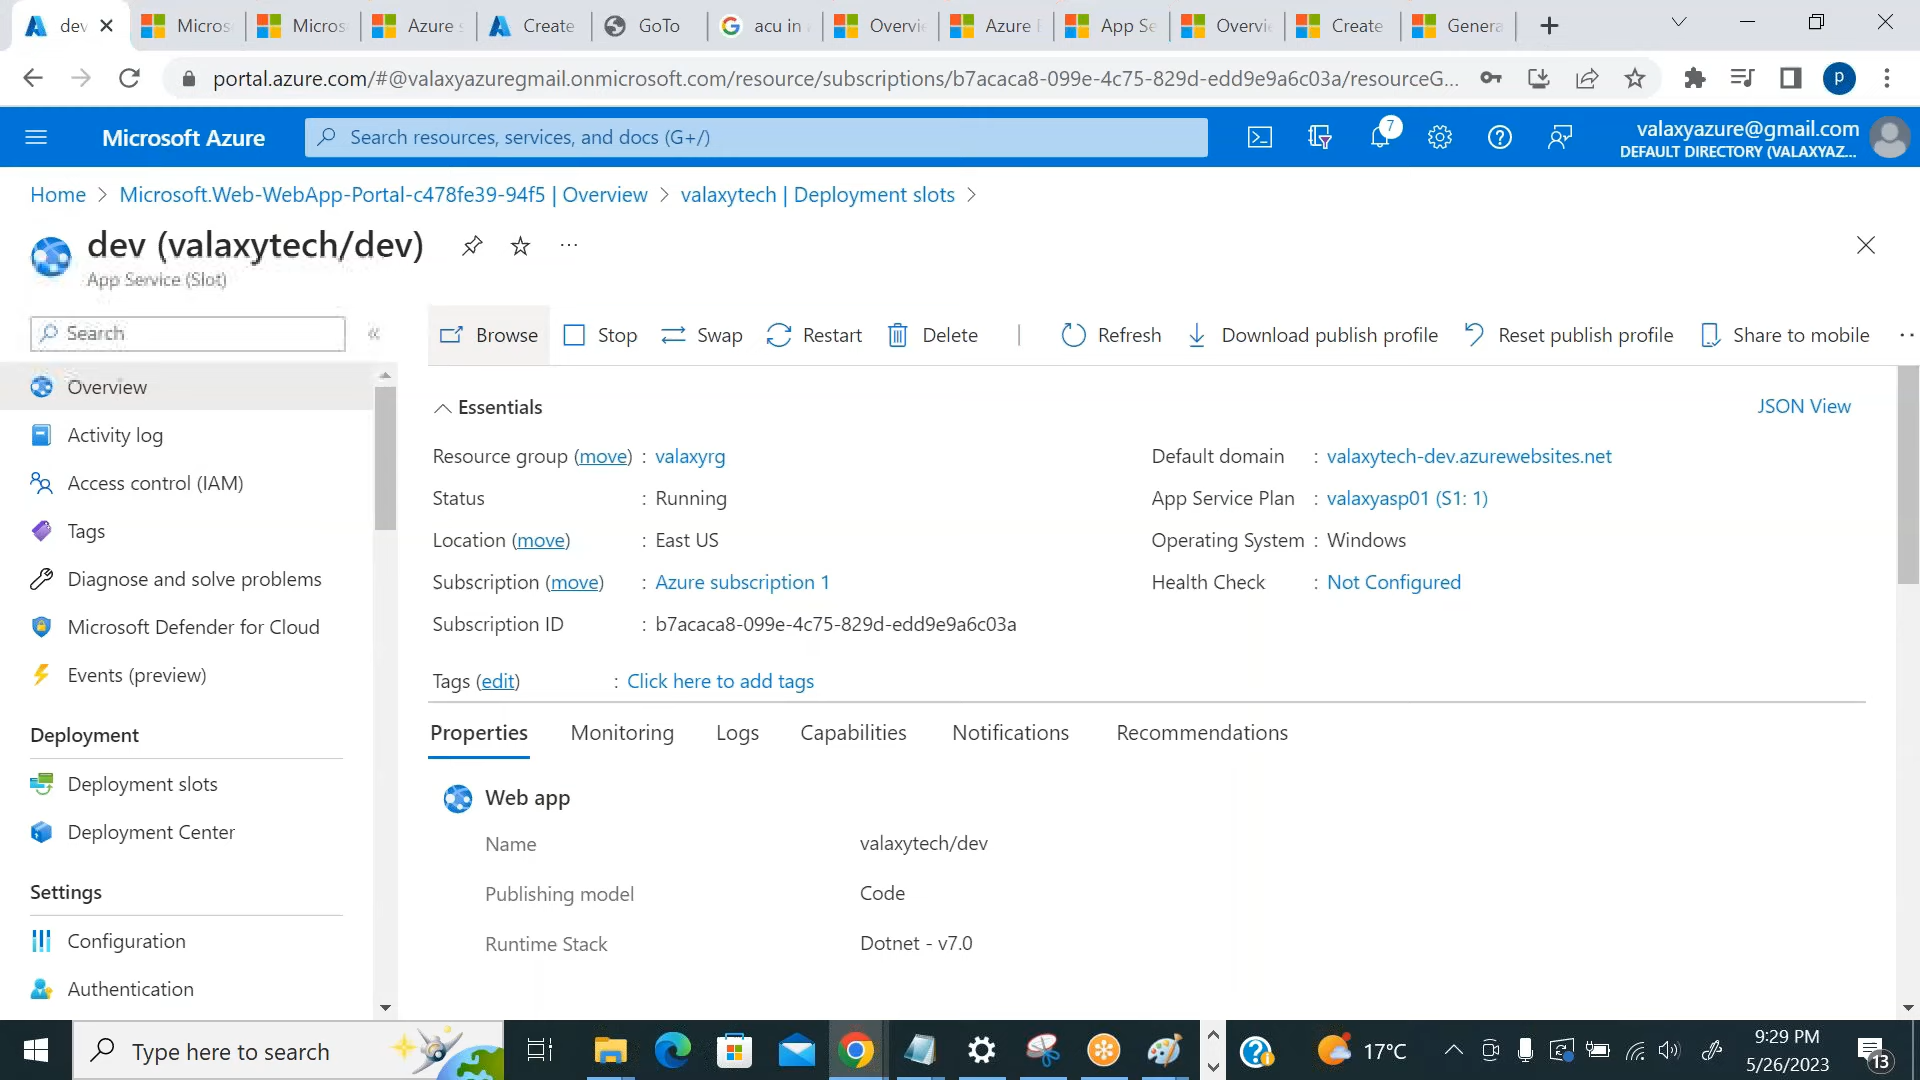 dev
Micros
Micros
Azure s
Create
GoTo
acu in
Overvie
Azure
App Se
Overvie
Create
Genera
portal.azure.com/#@valaxyazuregmail.onmicrosoft.com/resource/subscriptions/b7acaca8-099e-4c75-829d-edd9e9a6c03a/resourceG...
P
Microsoft Azure
Search resources, services, and docs (G+/)
7
valaxyazure@gmail.com
DEFAULT DIRECTORY (VALAXYAZ...
Home > Microsoft.Web-WebApp-Portal-c478fe39-94f5 | Overview > valaxytech | Deployment slots >
dev (valaxytech/dev)
App Service (Slot)
Search
Browse Stop Swap Restart Delete | Refresh Download publish profile Reset publish profile Share to mobile
Overview
Activity log
Access control (IAM)
Tags
Diagnose and solve problems
Microsoft Defender for Cloud
Events (preview)
Deployment
Deployment slots
Deployment Center
Settings
Configuration
Authentication
Essentials
JSON View
Resource group (move) : valaxyrg
Status : Running
Location (move) : East US
Subscription (move) : Azure subscription 1
Subscription ID : b7acaca8-099e-4c75-829d-edd9e9a6c03a
Default domain : valaxytech-dev.azurewebsites.net
App Service Plan : valaxyasp01 (S1: 1)
Operating System : Windows
Health Check : Not Configured
Tags (edit) : Click here to add tags
Properties Monitoring Logs Capabilities Notifications Recommendations
Web app
Name valaxytech/dev
Publishing model Code
Runtime Stack Dotnet - v7.0
Type here to search
17°C
9:29 PM
5/26/2023
13